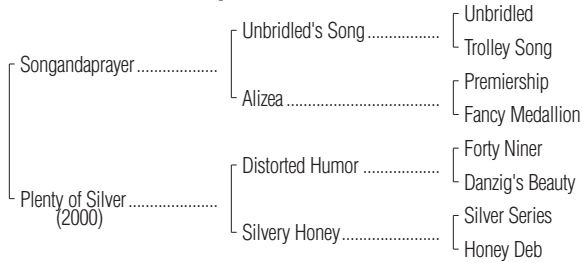 Unbridled
Unbridled's Song .................
Trolley Song
Songandaprayer ...................
Premiership
Alizea ....................................
Fancy Medallion
Forty Niner
Distorted Humor ..................
Danzig's Beauty
Plenty of Silver .....................
(2000)
Silver Series
Silvery Honey .......................
Honey Deb